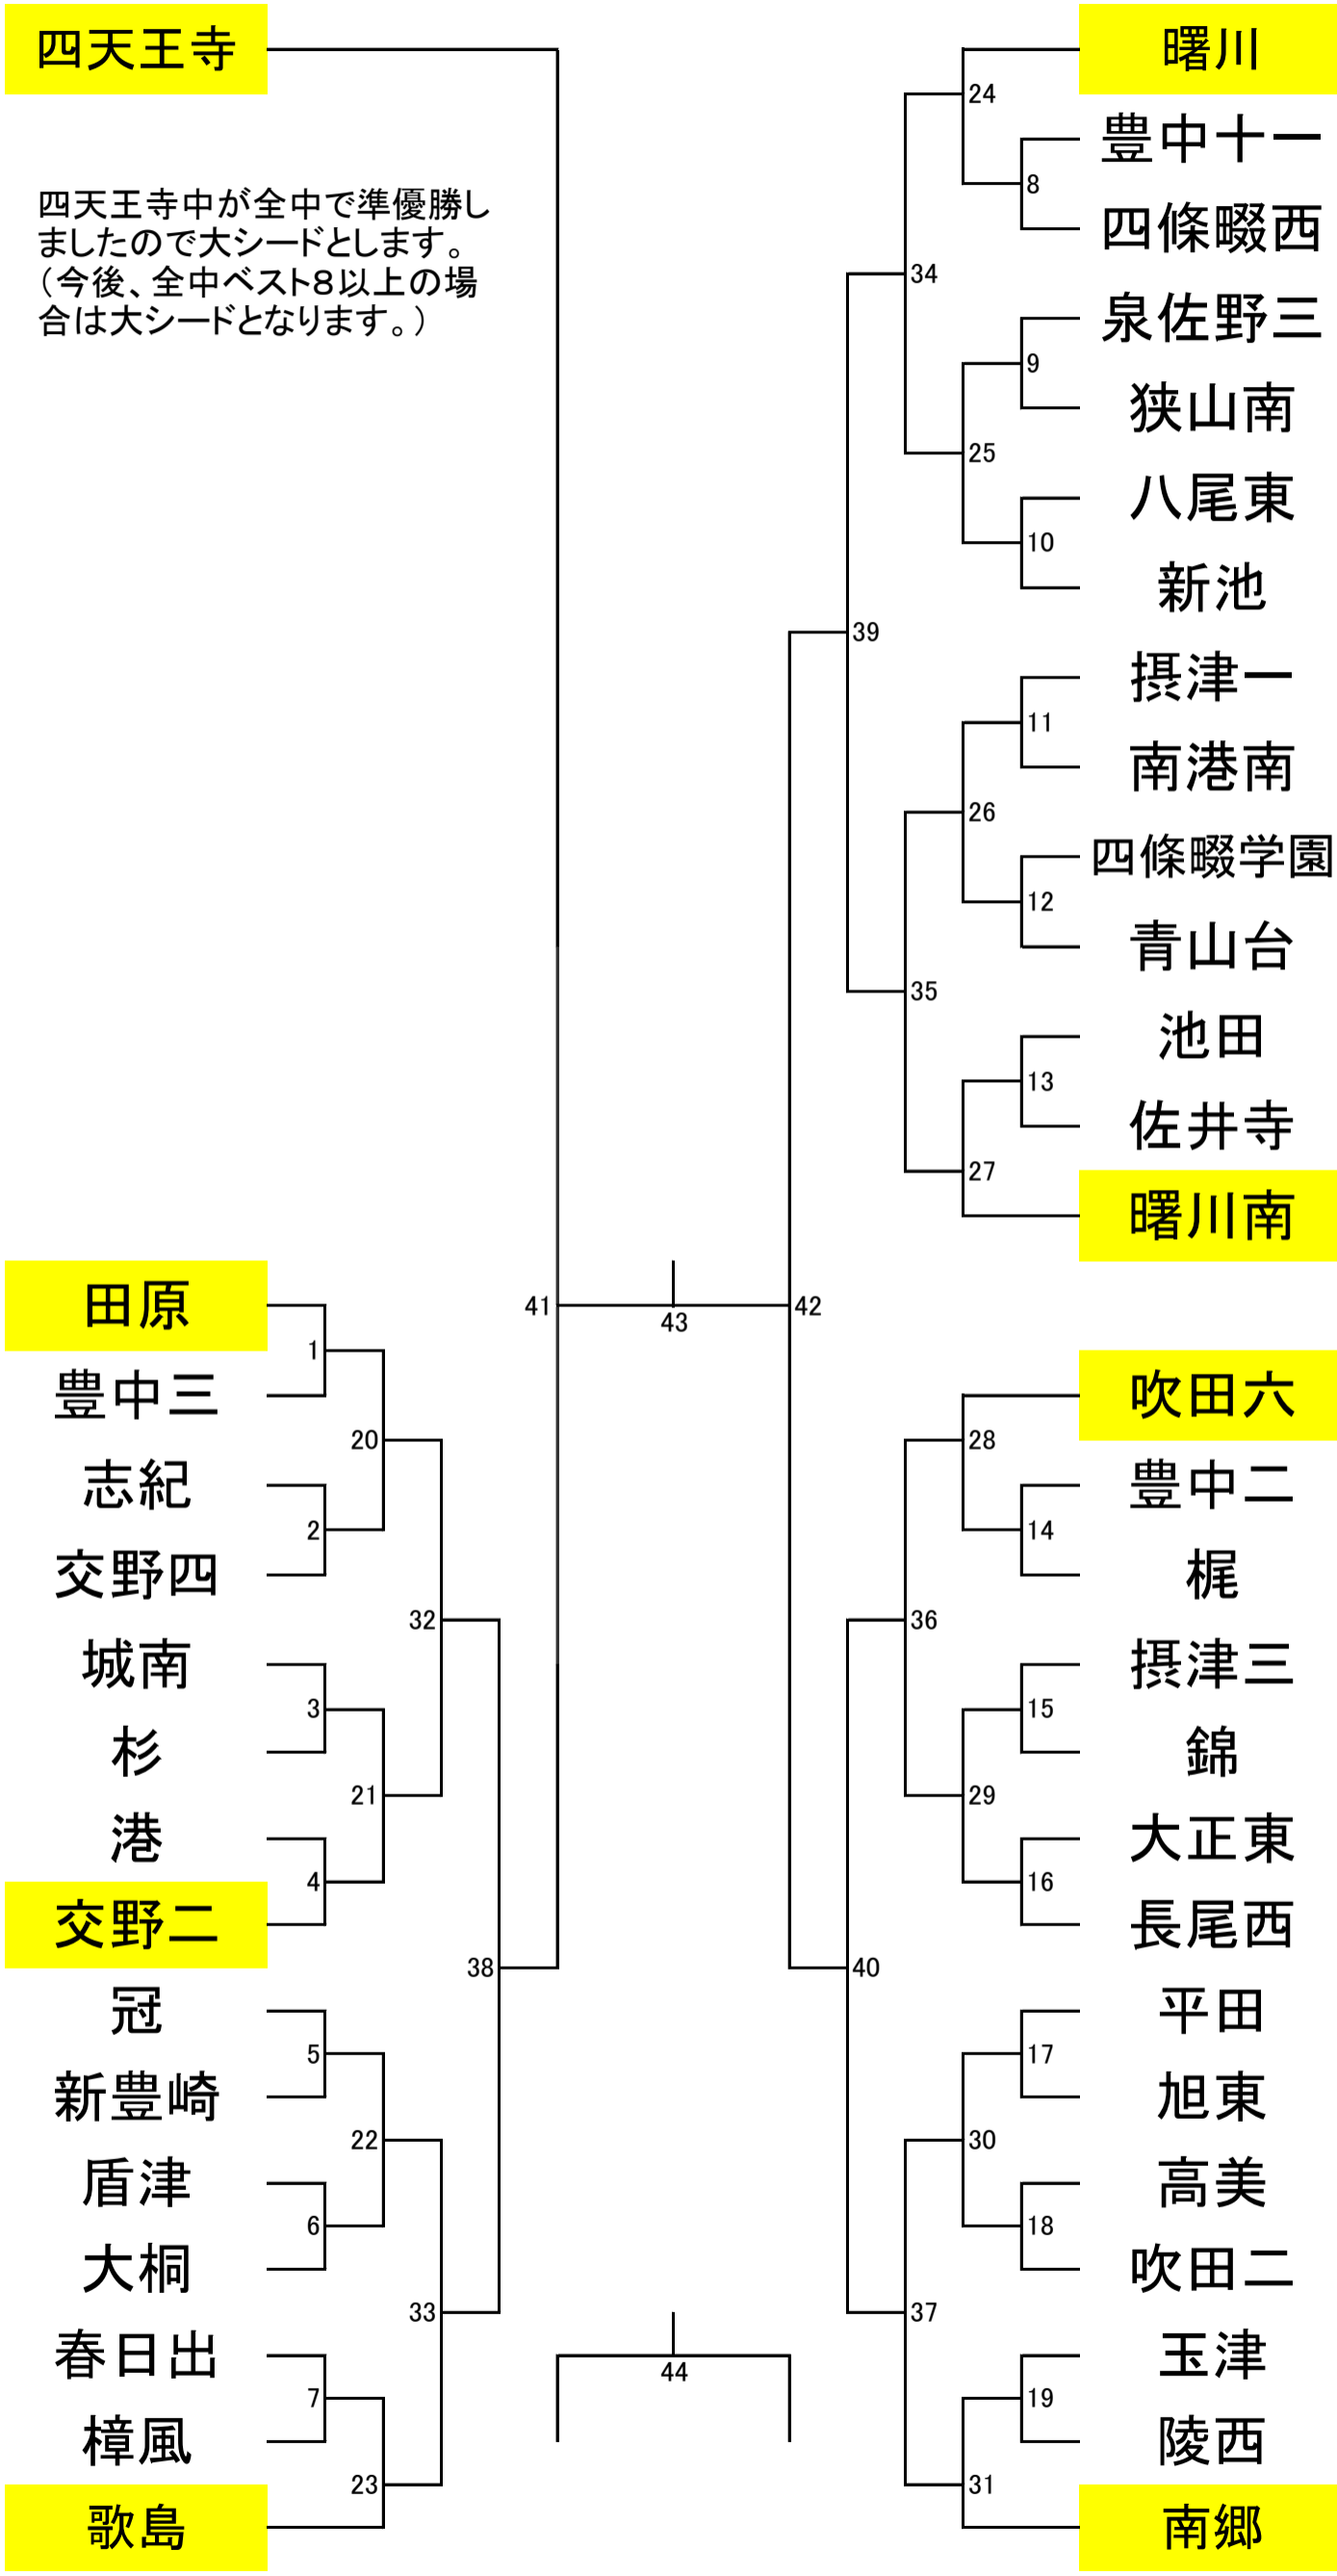 四天王寺
四天王寺中が全中で準優勝し
ましたので大シードとします。
(今後、全中ベスト８以上の場
合は大シードとなります。)
田原
1
豊中三
20
志紀
2
交野四
32
城南
3
杉
21
港
4
交野二
38
冠
5
新豊崎
22
盾津
6
大桐
33
春日出
7
樟風
23
歌島
41
43
42
44
曙川
24
豊中十一
8
四條畷西
34
泉佐野三
9
狭山南
25
八尾東
10
新池
39
摂津一
11
南港南
26
四條畷学園
12
青山台
35
池田
13
佐井寺
27
曙川南
吹田六
28
豊中二
14
梶
36
摂津三
15
錦
29
大正東
16
長尾西
40
平田
17
旭東
30
高美
18
吹田二
37
玉津
19
陵西
31
南郷